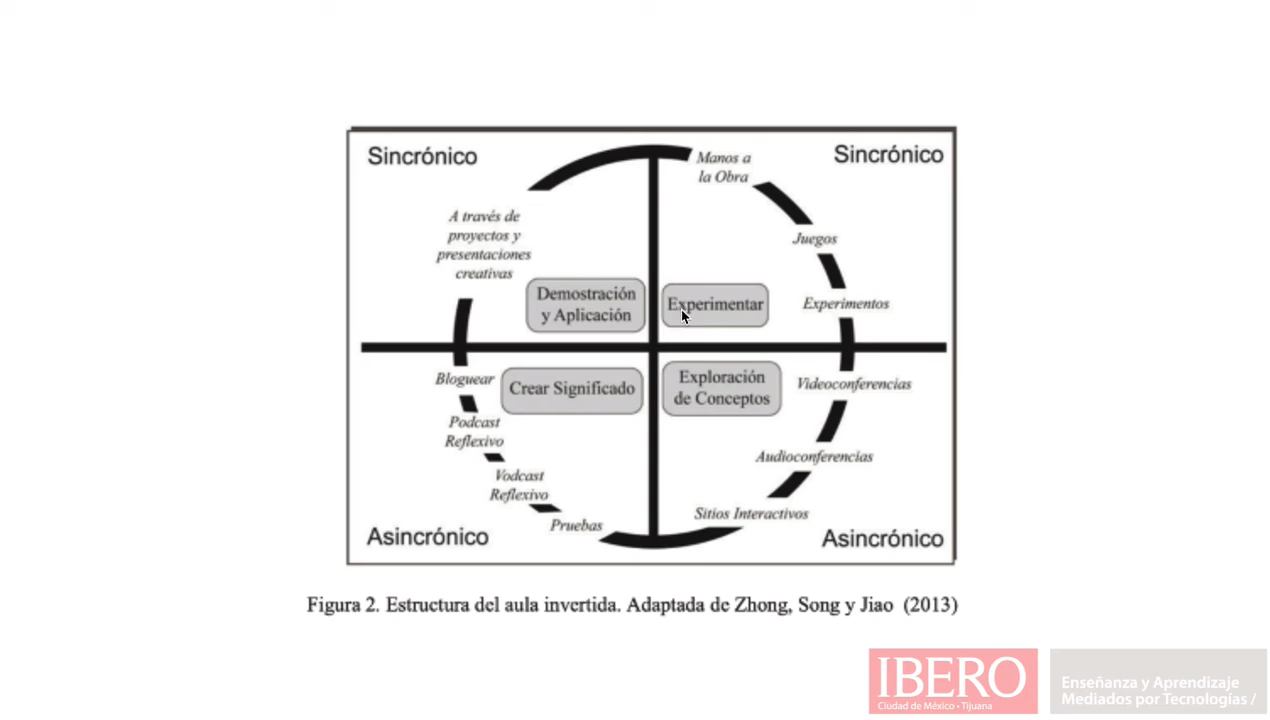 Sincrónico
Sincrónico
Manos a
la Obra
Juegos
Experimentos
A través de
proyectos y
presentaciones
creativas
Demostración
y Aplicación
Experimentar
Crear Significado
Exploración
de Conceptos
Bloguear
Podcast
Reflexivo
Vodcast
Reflexivo
Pruebas
Videoconferencias
Audioconferencias
Sitios Interactivos
Asincrónico
Asincrónico
Figura 2. Estructura del aula invertida. Adaptada de Zhong, Song y Jiao (2013)
IBERO
Ciudad de México • Tijuana
Enseñanza y Aprendizaje
Mediados por Tecnologías /